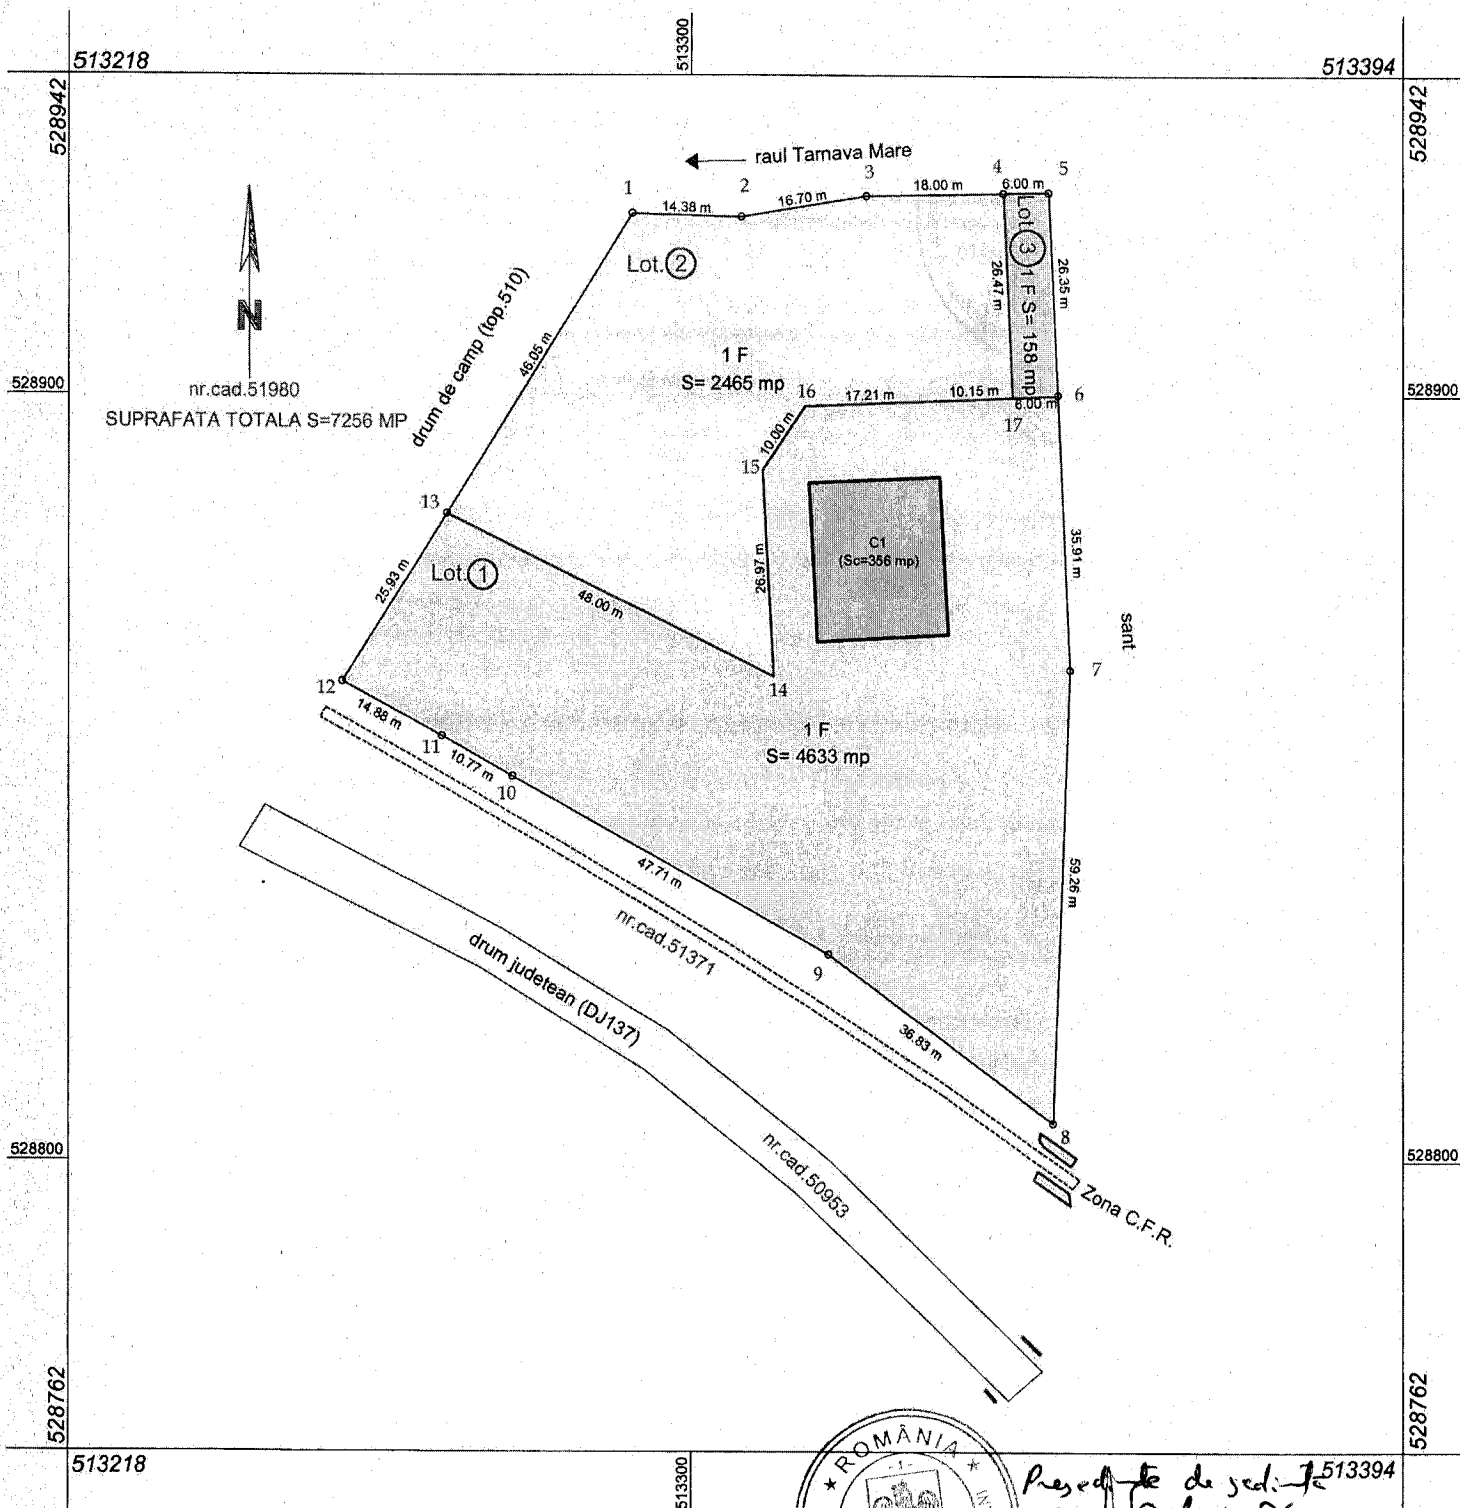 513300
513218
513394
528942
528942
raul Tarnava Mare
1
2
3
4
5
14.38 m
16.70 m
18.00 m
6.00 m
Lot. 2
Lot 3 1 F S= 158 mp
26.47 m
26.35 m
drum de camp (top.510)
46.05 m
N
nr.cad.51980
SUPRAFATA TOTALA S=7256 MP
528900
528900
1 F
S= 2465 mp
16
17.21 m
10.15 m
6.00 m
6
17
10.00 m
15
13
C1
(Sc=356 mp)
35.91 m
26.97 m
Lot. 1
25.93 m
48.00 m
sant
7
12
14
14.88 m
11
10.77 m
10
1 F
S= 4633 mp
47.71 m
59.26 m
nr.cad.51371
drum judetean (DJ137)
9
36.83 m
8
nr.cad.50953
Zona C.F.R.
528800
528800
528762
528762
513218
513300
513394
ROMÂNIA
- 1 -
Presedinte de sedinta